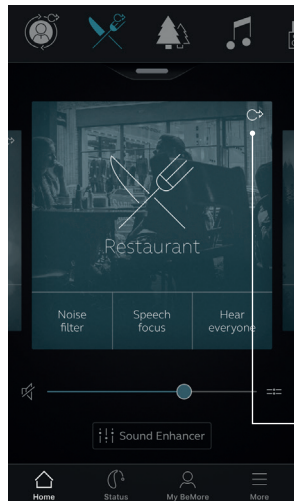 Restaurant
Noise filter
Speech focus
Hear everyone
Sound Enhancer
Home
Status
My BeMore
More